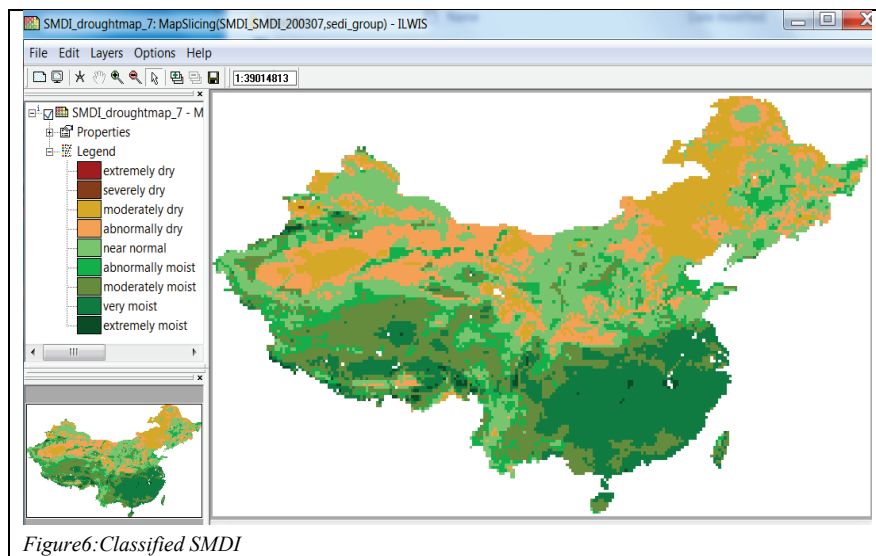 SMDI_droughtmap_7: MapSlicing(SMDI_SMDI_200307,sedi_group) - ILWIS
File Edit Layers Options Help
1:39014813
SMDI_droughtmap_7 - M
Properties
Legend
extremely dry
severely dry
moderately dry
abnormally dry
near normal
abnormally moist
moderately moist
very moist
extremely moist
Figure6:Classified SMDI